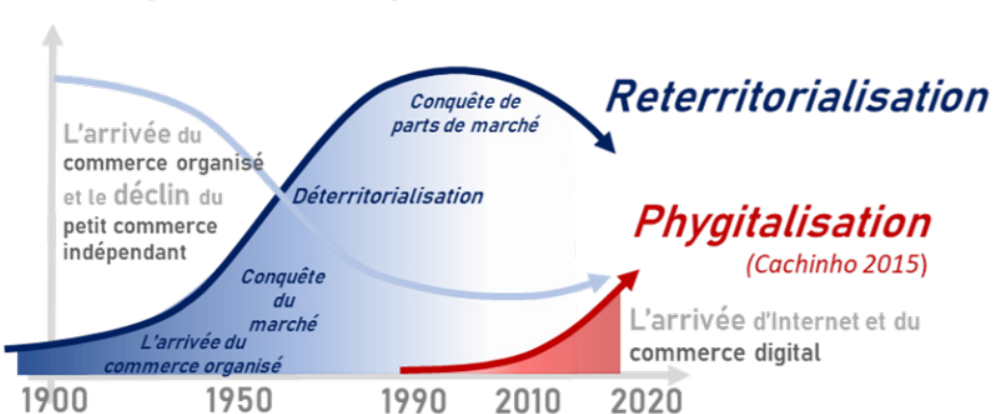 L'arrivée du
commerce organisé
et le déclin du
petit commerce
indépendant
Conquête de
parts de marché
Reterritorialisation
Déterritorialisation
Phygitalisation
(Cachinho 2015)
Conquête
du
marché
L'arrivée du
commerce organisé
L'arrivée d'Internet et du
commerce digital
1900 1950 1990 2010 2020